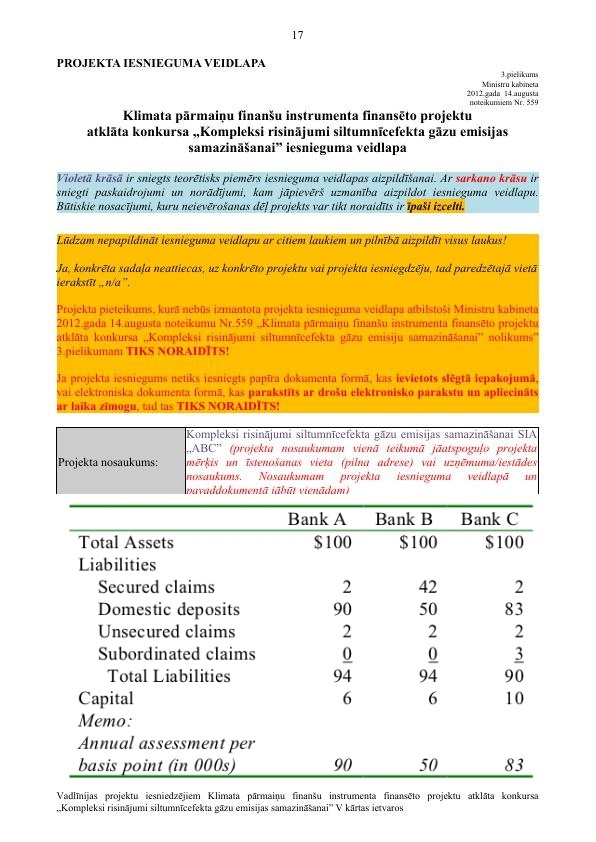 17
PROJEKTA IESNIEGUMA VEIDLAPA
3.pielikums
Ministru kabineta
2012.gada 14.augusta
noteikumiem Nr. 559
Klimata pārmaiņu finanšu instrumenta finansēto projektu
atklāta konkursa „Kompleksi risinājumi siltumnīcefekta gāzu emisijas
samazināšanai” iesnieguma veidlapa
Violetā krāsā ir sniegts teorētisks piemērs iesnieguma veidlapas aizpildīšanai. Ar sarkano krāsu ir
sniegti paskaidrojumi un norādījumi, kam jāpievērš uzmanība aizpildot iesnieguma veidlapu.
Būtiskie nosacījumi, kuru neievērošanas dēļ projekts var tikt noraidīts ir īpaši izcelti.
Lūdzam nepapildināt iesnieguma veidlapu ar citiem laukiem un pilnībā aizpildīt visus laukus!
Ja, konkrēta sadaļa neattiecas, uz konkrēto projektu vai projekta iesniegdzēju, tad paredzētajā vietā
ierakstīt „n/a”.
Projekta pieteikums, kurā nebūs izmantota projekta iesnieguma veidlapa atbilstoši Ministru kabineta
2012.gada 14.augusta noteikumu Nr.559 „Klimata pārmaiņu finanšu instrumenta finansēto projektu
atklāta konkursa „Kompleksi risinājumi siltumnīcefekta gāzu emisiju samazināšanai” nolikums”
3.pielikumam TIKS NORAIDĪTS!
Ja projekta iesniegums netiks iesniegts papīra dokumenta formā, kas ievietots slēgtā iepakojumā,
vai elektroniska dokumenta formā, kas parakstīts ar drošu elektronisko parakstu un apliecināts
ar laika zīmogu, tad tas TIKS NORAIDĪTS!
Projekta nosaukums:
Kompleksi risinājumi siltumnīcefekta gāzu emisijas samazināšanai SIA
„ABC” (projekta nosaukumam vienā teikumā jāatspoguļo projekta
mērķis un īstenošanas vieta (pilna adrese) vai uzņēmuma/iestādes
nosaukums. Nosaukumam projekta iesnieguma veidlapā un
pavaddokumentā jābūt vienādam)
Bank A Bank B Bank C
Total Assets $100 $100 $100
Liabilities
Secured claims 2 42 2
Domestic deposits 90 50 83
Unsecured claims 2 2 2
Subordinated claims 0 0 3
Total Liabilities 94 94 90
Capital 6 6 10
Memo:
Annual assessment per
basis point (in 000s) 90 50 83
Vadlīnijas projektu iesniedzējiem Klimata pārmaiņu finanšu instrumenta finansēto projektu atklāta konkursa
„Kompleksi risinājumi siltumnīcefekta gāzu emisijas samazināšanai” V kārtas ietvaros